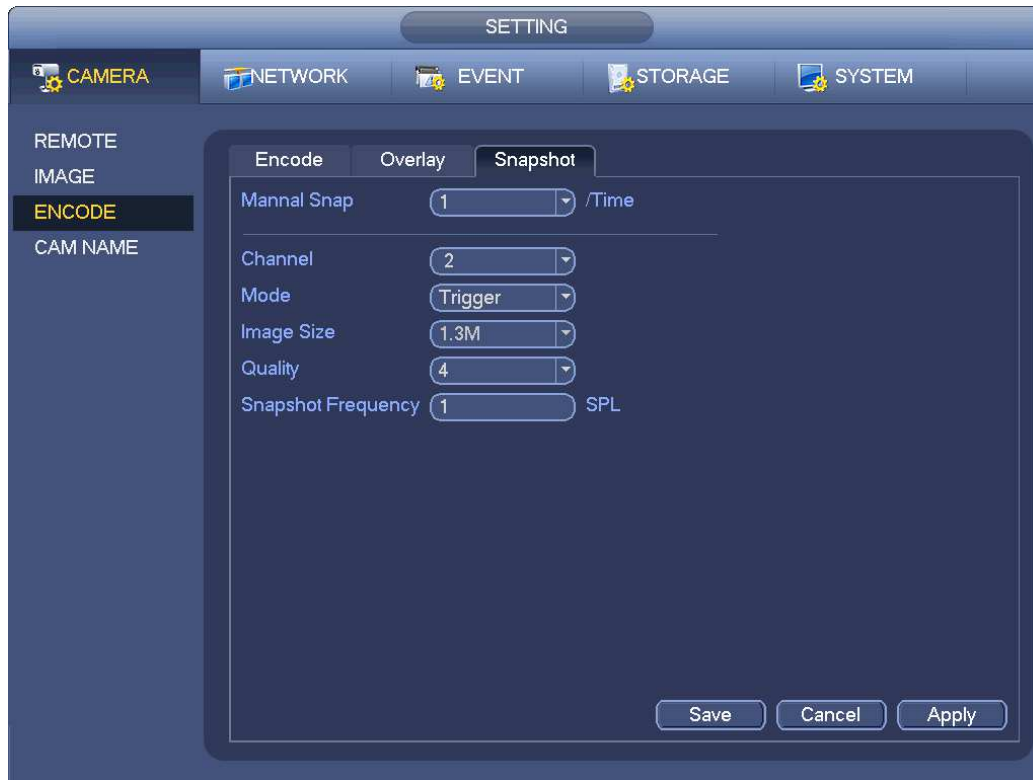 SETTING
CAMERA NETWORK EVENT STORAGE SYSTEM
REMOTE
IMAGE
ENCODE
CAM NAME
Encode Overlay Snapshot
Mannal Snap 1 /Time
Channel 2
Mode Trigger
Image Size 1.3M
Quality 4
Snapshot Frequency 1 SPL
Save Cancel Apply